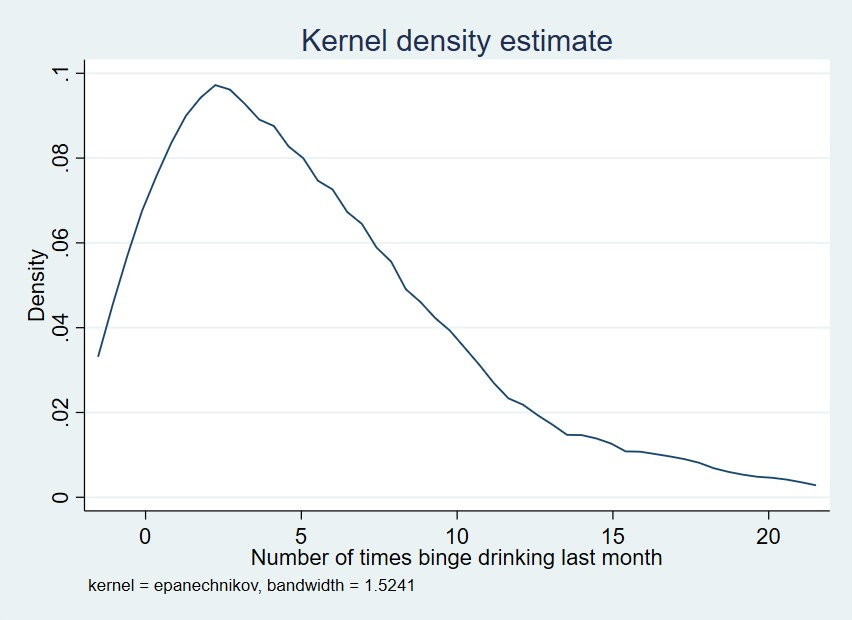 Kernel density estimate
Density
.1
.08
.06
.04
.02
0
0 5 10 15 20
Number of times binge drinking last month
kernel = epanechnikov, bandwidth = 1.5241